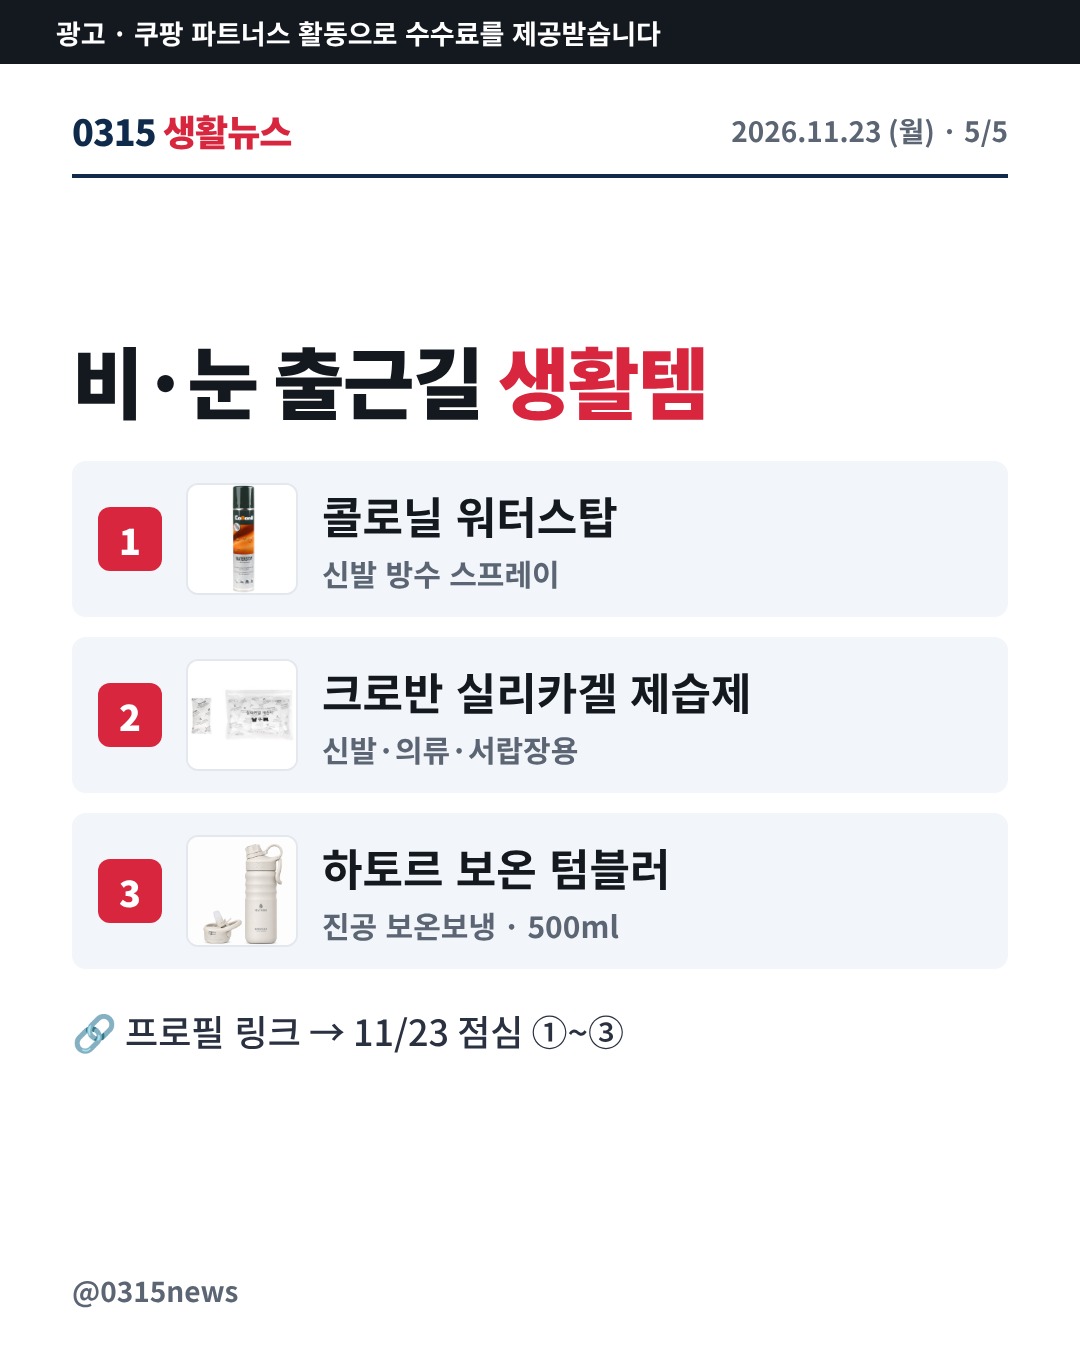 광고 · 쿠팡 파트너스 활동으로 수수료를 제공받습니다
0315 생활뉴스
2026.11.23 (월) · 5/5
비·눈 출근길 생활템
1
콜로닐 워터스탑
신발 방수 스프레이
2
크로반 실리카겔 제습제
신발·의류·서랍장용
3
하토르 보온 텀블러
진공 보온보냉 · 500ml
🔗 프로필 링크 → 11/23 점심 ①~③
@0315news